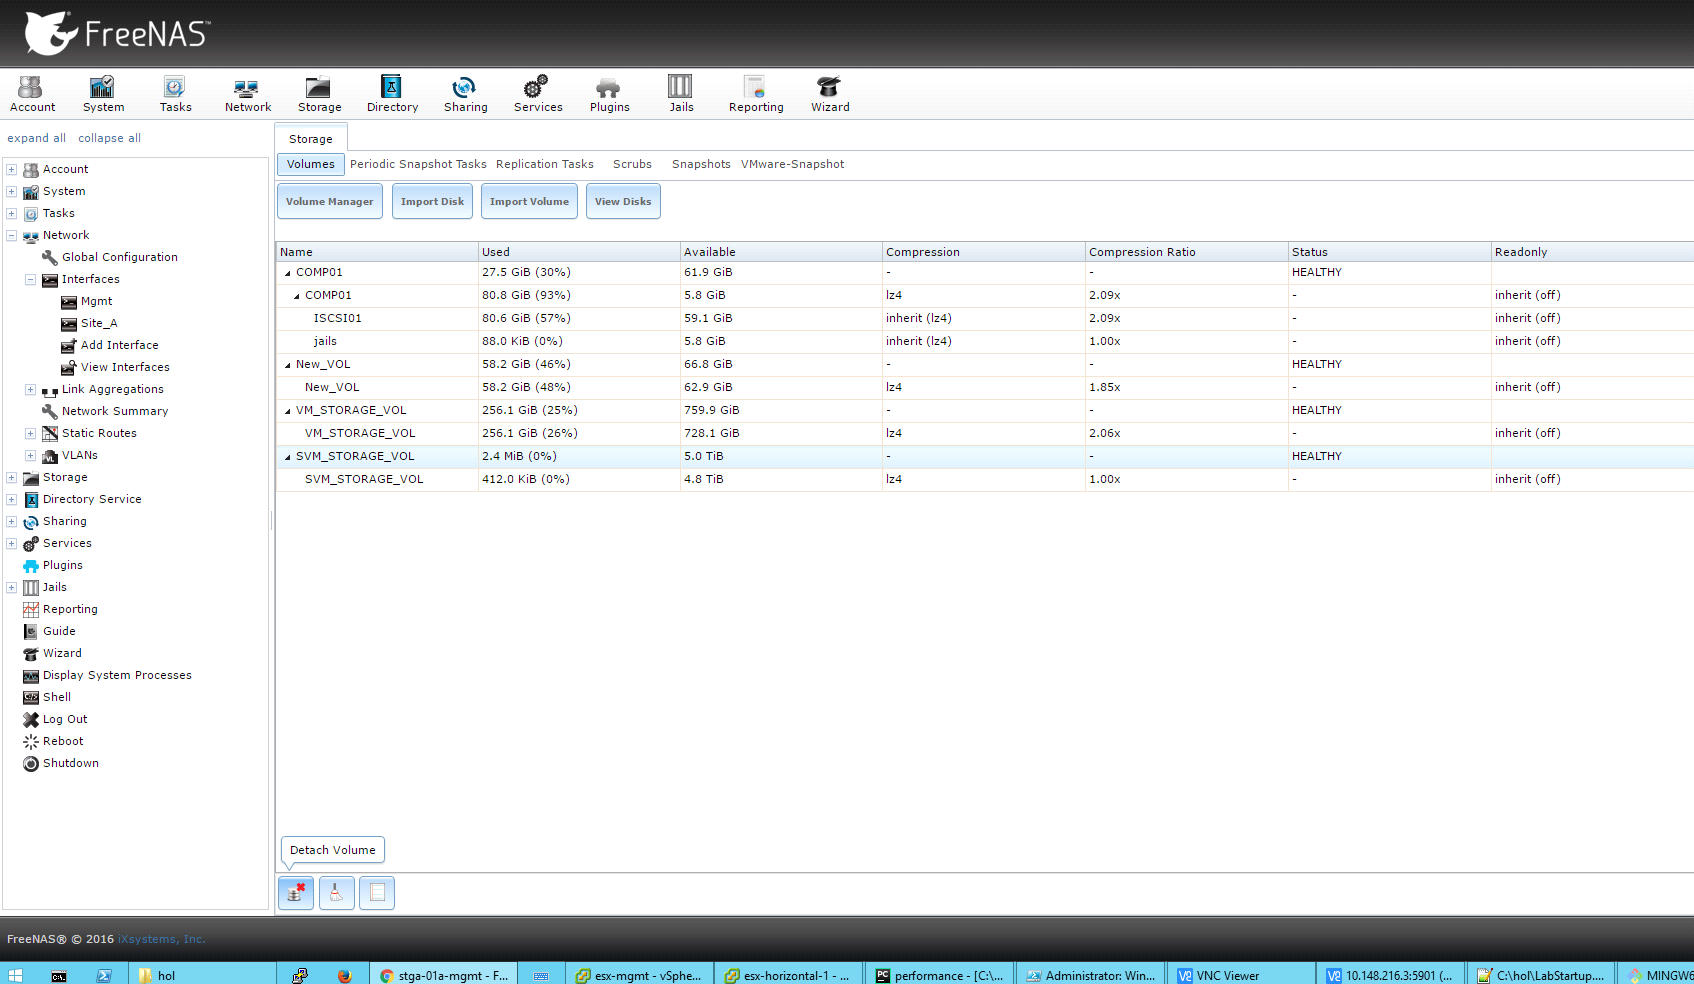 FreeNAS™
Account System Tasks Network Storage Directory Sharing Services Plugins Jails Reporting Wizard
expand all collapse all
Account
System
Tasks
Network
Global Configuration
Interfaces
Mgmt
Site_A
Add Interface
View Interfaces
Link Aggregations
Network Summary
Static Routes
VLANs
Storage
Directory Service
Sharing
Services
Plugins
Jails
Reporting
Guide
Wizard
Display System Processes
Shell
Log Out
Reboot
Shutdown
Storage
Volumes Periodic Snapshot Tasks Replication Tasks Scrubs Snapshots VMware-Snapshot
Volume Manager Import Disk Import Volume View Disks
Name Used Available Compression Compression Ratio Status Readonly
COMP01 27.5 GiB (30%) 61.9 GiB - - HEALTHY
COMP01 80.8 GiB (93%) 5.8 GiB lz4 2.09x - inherit (off)
ISCSI01 80.6 GiB (57%) 59.1 GiB inherit (lz4) 2.09x - inherit (off)
jails 88.0 KiB (0%) 5.8 GiB inherit (lz4) 1.00x - inherit (off)
New_VOL 58.2 GiB (46%) 66.8 GiB - - HEALTHY
New_VOL 58.2 GiB (48%) 62.9 GiB lz4 1.85x - inherit (off)
VM_STORAGE_VOL 256.1 GiB (25%) 759.9 GiB - - HEALTHY
VM_STORAGE_VOL 256.1 GiB (26%) 728.1 GiB lz4 2.06x - inherit (off)
SVM_STORAGE_VOL 2.4 MiB (0%) 5.0 TiB - - HEALTHY
SVM_STORAGE_VOL 412.0 KiB (0%) 4.8 TiB lz4 1.00x - inherit (off)
Detach Volume
FreeNAS® © 2016 iXsystems, Inc.
hol stga-01a-mgmt - F... esx-mgmt - vSphe... esx-horizontal-1 - ... performance - [C:\... Administrator: Win... VNC Viewer 10.148.216.3:5901 (... C:\hol\LabStartup.... MINGW6